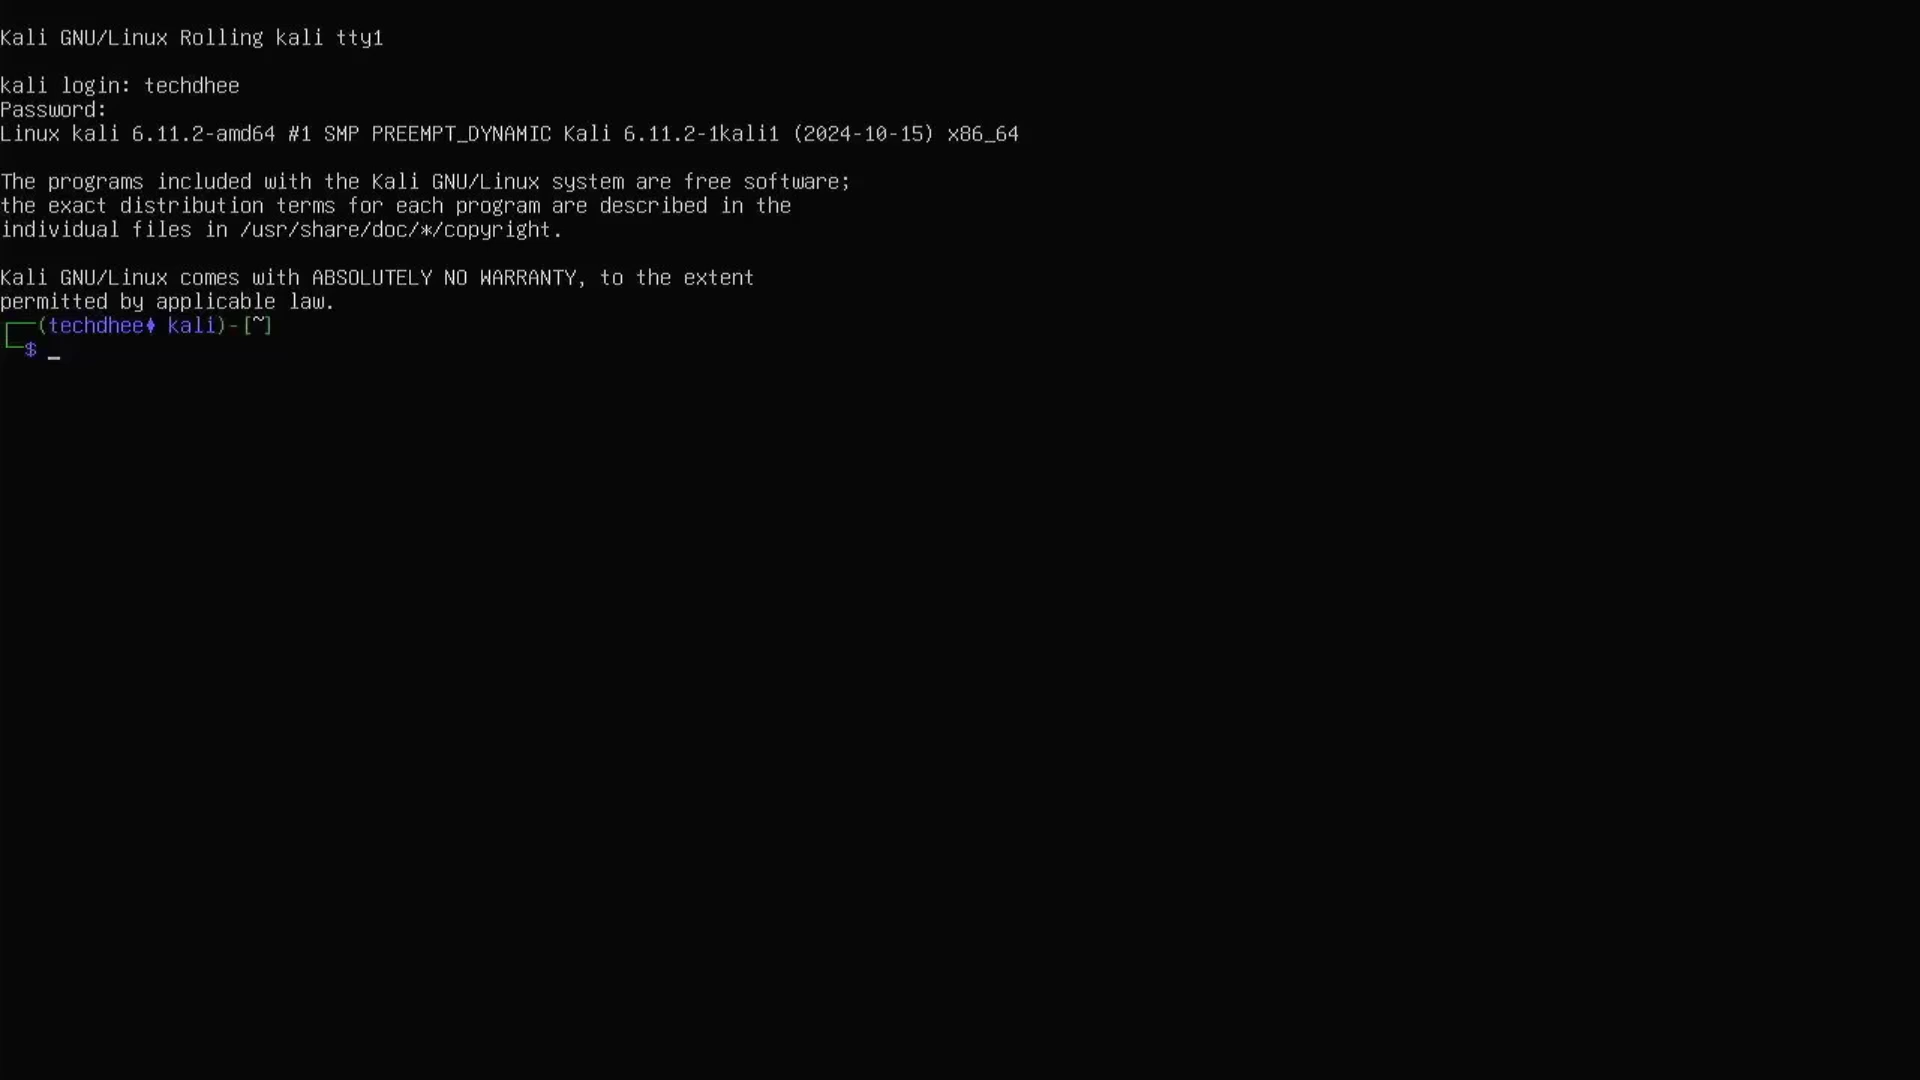 Kali GNU/Linux Rolling kali tty1
kali login: techdhee
Password:
Linux kali 6.11.2-amd64 #1 SMP PREEMPT_DYNAMIC Kali 6.11.2-1kali1 (2024-10-15) x86_64
The programs included with the Kali GNU/Linux system are free software;
the exact distribution terms for each program are described in the
individual files in /usr/share/doc/*/copyright.
Kali GNU/Linux comes with ABSOLUTELY NO WARRANTY, to the extent
permitted by applicable law.
┌──(techdhee♦ kali)-[~]
└─$ _